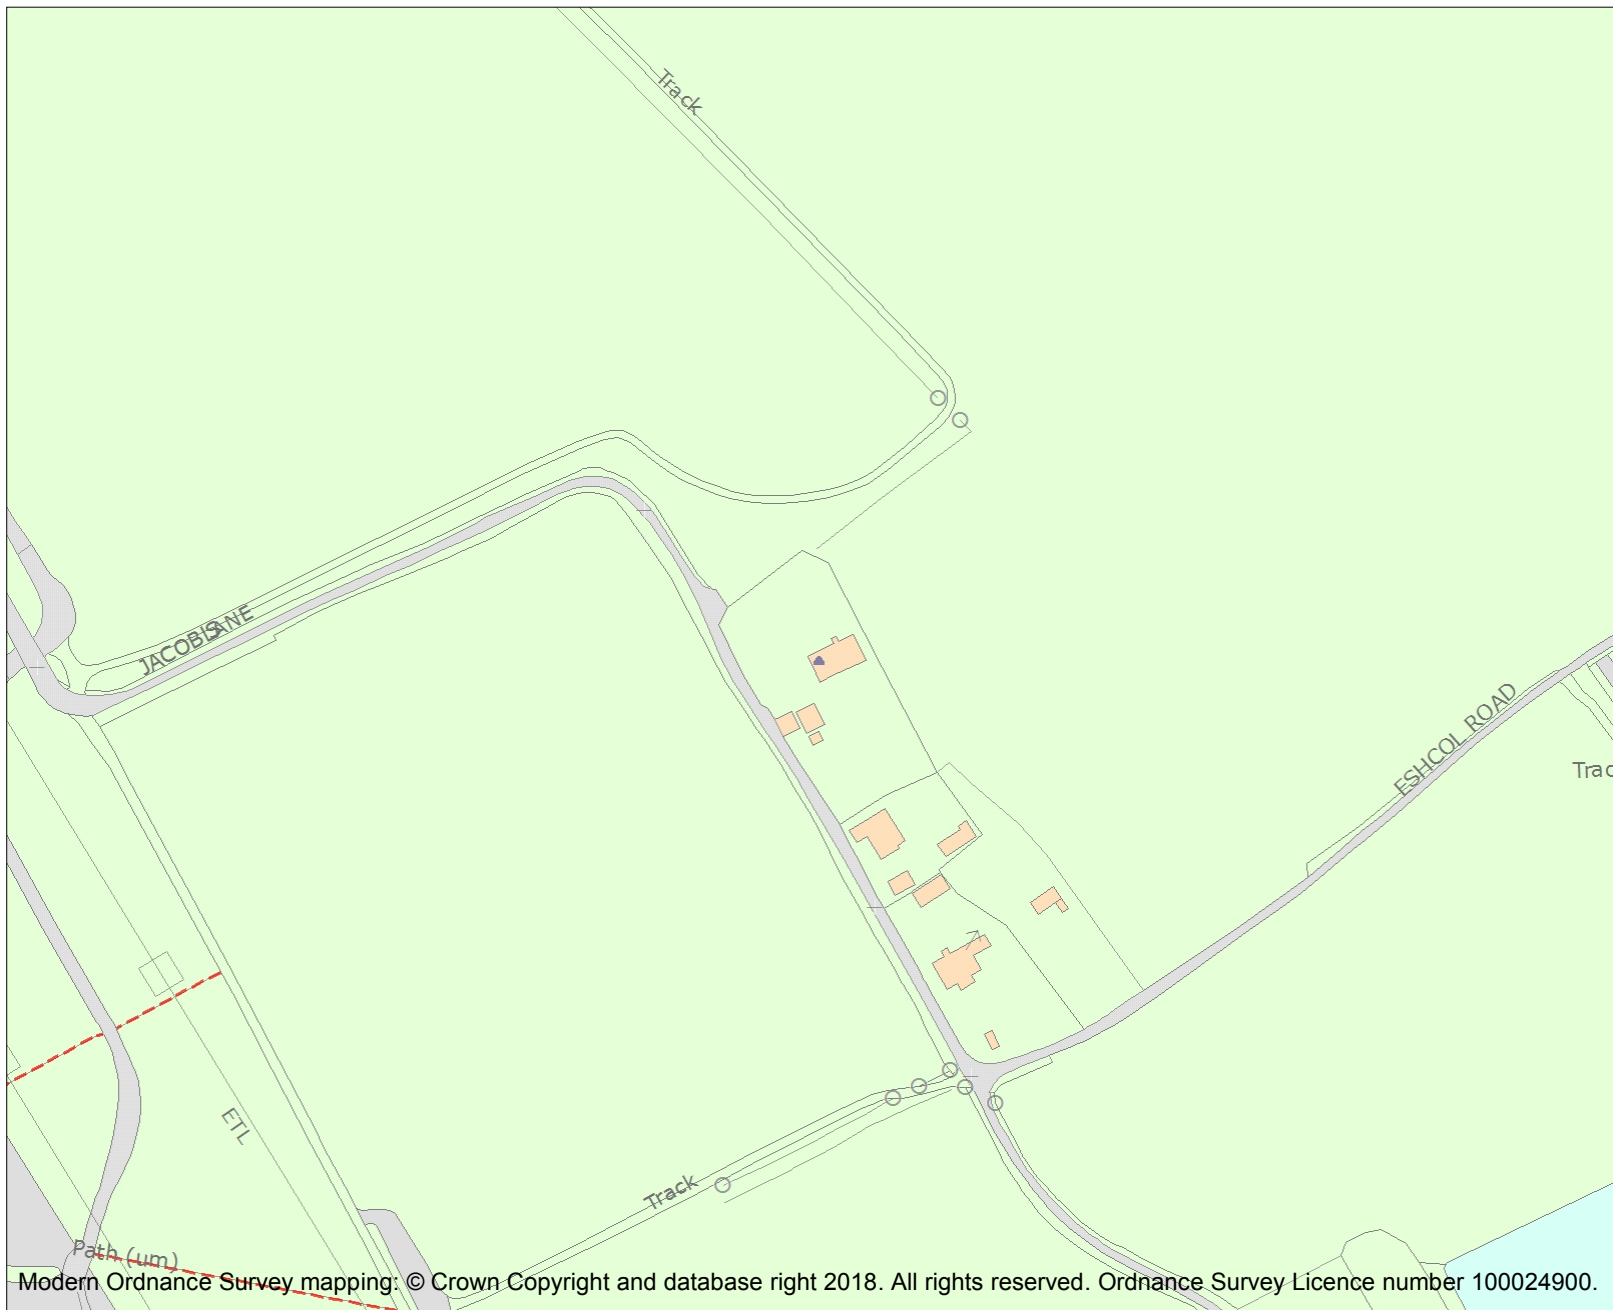 Track
JACOB'S LANE
ESHCOL ROAD
Trac
ETL
Track
Path (um)
Modern Ordnance Survey mapping: © Crown Copyright and database right 2018. All rights reserved. Ordnance Survey Licence number 100024900.